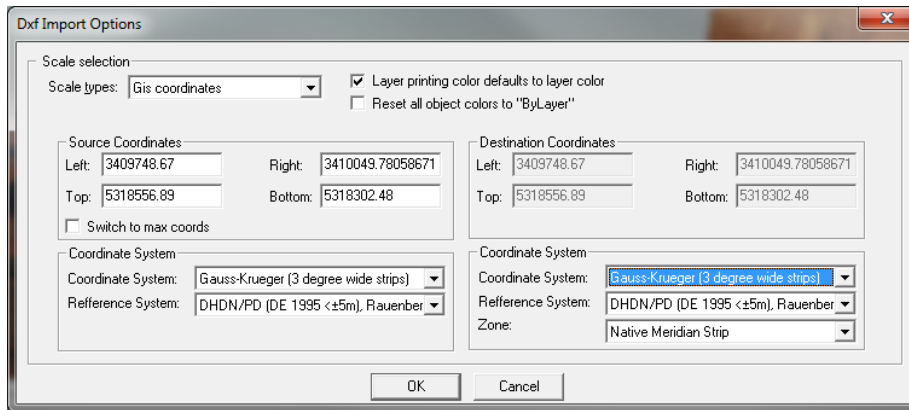 Dxf Import Options
Scale selection
Scale types: Gis coordinates
Layer printing color defaults to layer color
Reset all object colors to "ByLayer"
Source Coordinates
Left: 3409748.67 Right: 3410049.78058671
Top: 5318556.89 Bottom: 5318302.48
Switch to max coords
Destination Coordinates
Left: 3409748.67 Right: 3410049.78058671
Top: 5318556.89 Bottom: 5318302.48
Coordinate System
Coordinate System: Gauss-Krueger (3 degree wide strips)
Refference System: DHDN/PD (DE 1995 <±5m), Rauenber
Coordinate System
Coordinate System: Gauss-Krueger (3 degree wide strips)
Refference System: DHDN/PD (DE 1995 <±5m), Rauenber
Zone: Native Meridian Strip
OK Cancel